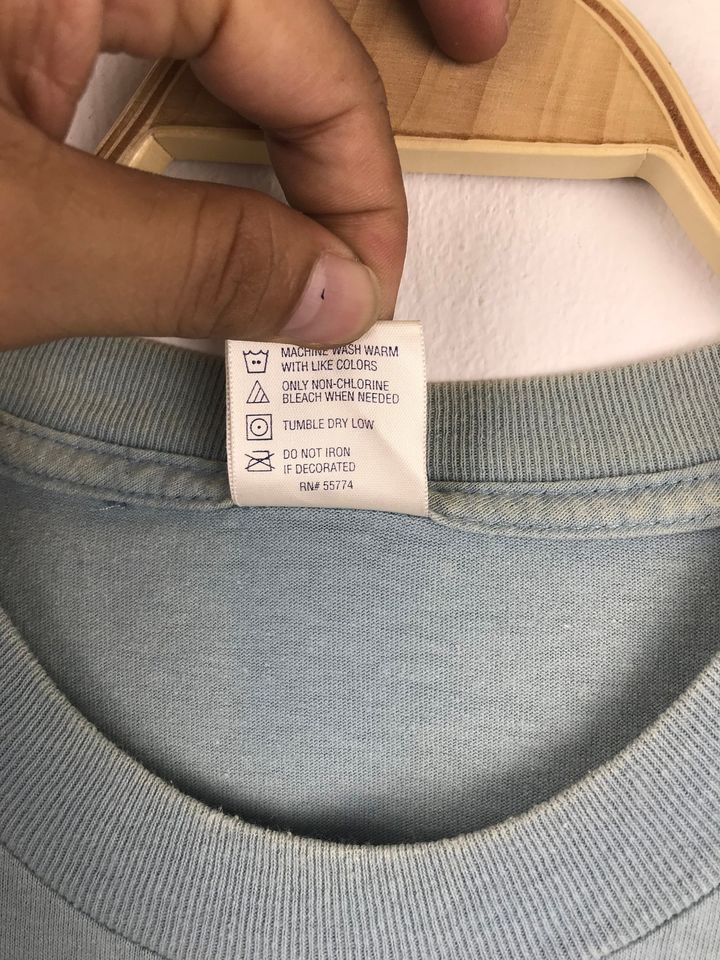 MACHINE WASH WARM
WITH LIKE COLORS
ONLY NON-CHLORINE
BLEACH WHEN NEEDED
TUMBLE DRY LOW
DO NOT IRON
IF DECORATED
RN# 55774